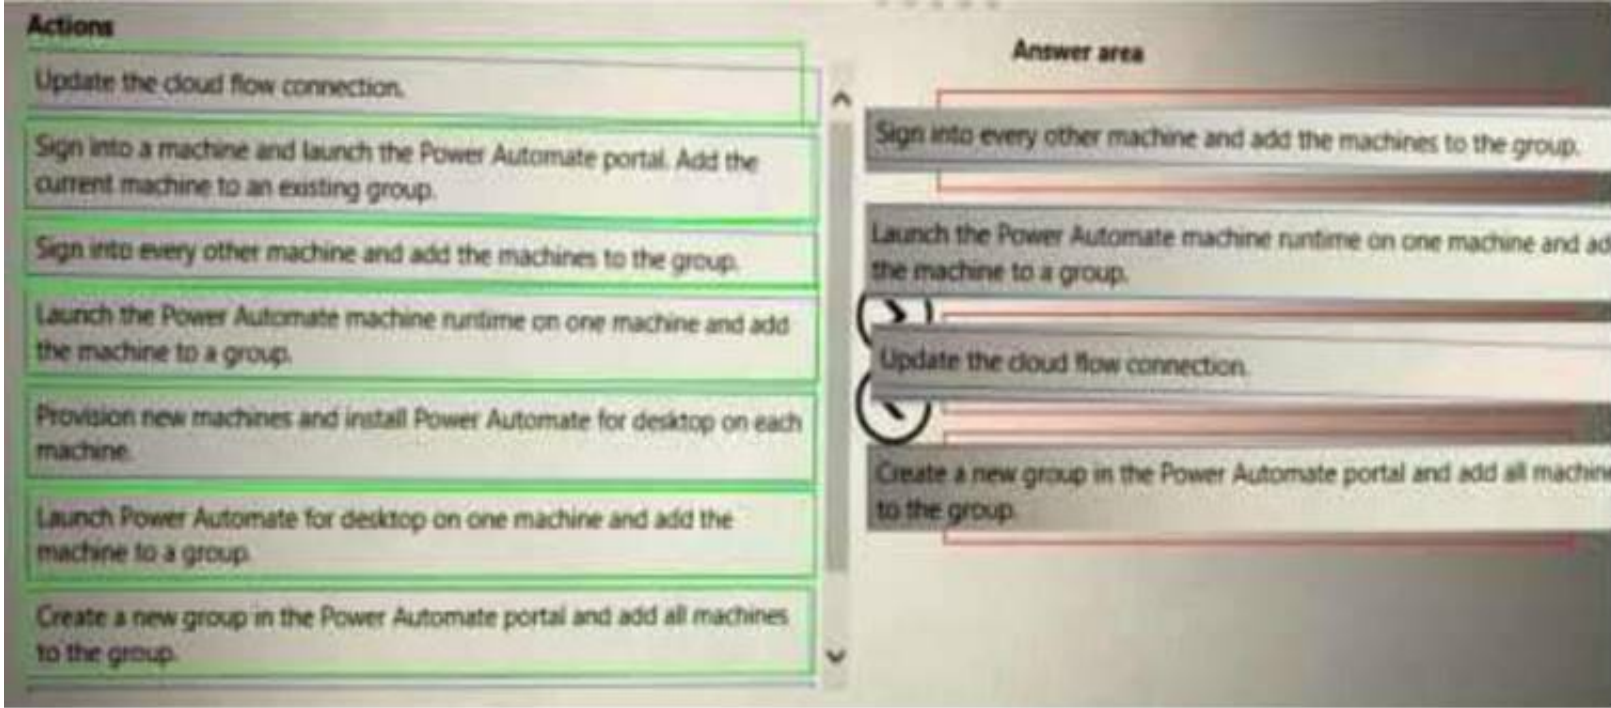 Actions
Update the cloud flow connection.
Sign into a machine and launch the Power Automate portal. Add the
current machine to an existing group.
Sign into every other machine and add the machines to the group.
Launch the Power Automate machine runtime on one machine and add
the machine to a group.
Provision new machines and install Power Automate for desktop on each
machine.
Launch Power Automate for desktop on one machine and add the
machine to a group.
Create a new group in the Power Automate portal and add all machines
to the group.
Answer area
Sign into every other machine and add the machines to the group.
Launch the Power Automate machine runtime on one machine and ad
the machine to a group.
Update the cloud flow connection.
Create a new group in the Power Automate portal and add all machine
to the group.